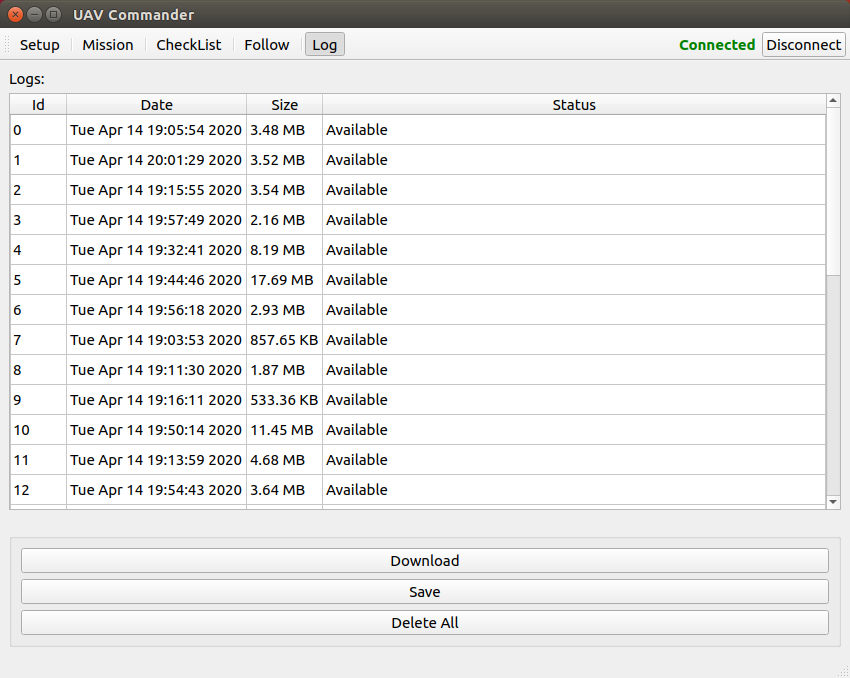 UAV Commander
Setup Mission CheckList Follow Log Connected Disconnect
Logs:
Id Date Size Status
0 Tue Apr 14 19:05:54 2020 3.48 MB Available
1 Tue Apr 14 20:01:29 2020 3.52 MB Available
2 Tue Apr 14 19:15:55 2020 3.54 MB Available
3 Tue Apr 14 19:57:49 2020 2.16 MB Available
4 Tue Apr 14 19:32:41 2020 8.19 MB Available
5 Tue Apr 14 19:44:46 2020 17.69 MB Available
6 Tue Apr 14 19:56:18 2020 2.93 MB Available
7 Tue Apr 14 19:03:53 2020 857.65 KB Available
8 Tue Apr 14 19:11:30 2020 1.87 MB Available
9 Tue Apr 14 19:16:11 2020 533.36 KB Available
10 Tue Apr 14 19:50:14 2020 11.45 MB Available
11 Tue Apr 14 19:13:59 2020 4.68 MB Available
12 Tue Apr 14 19:54:43 2020 3.64 MB Available
Download
Save
Delete All